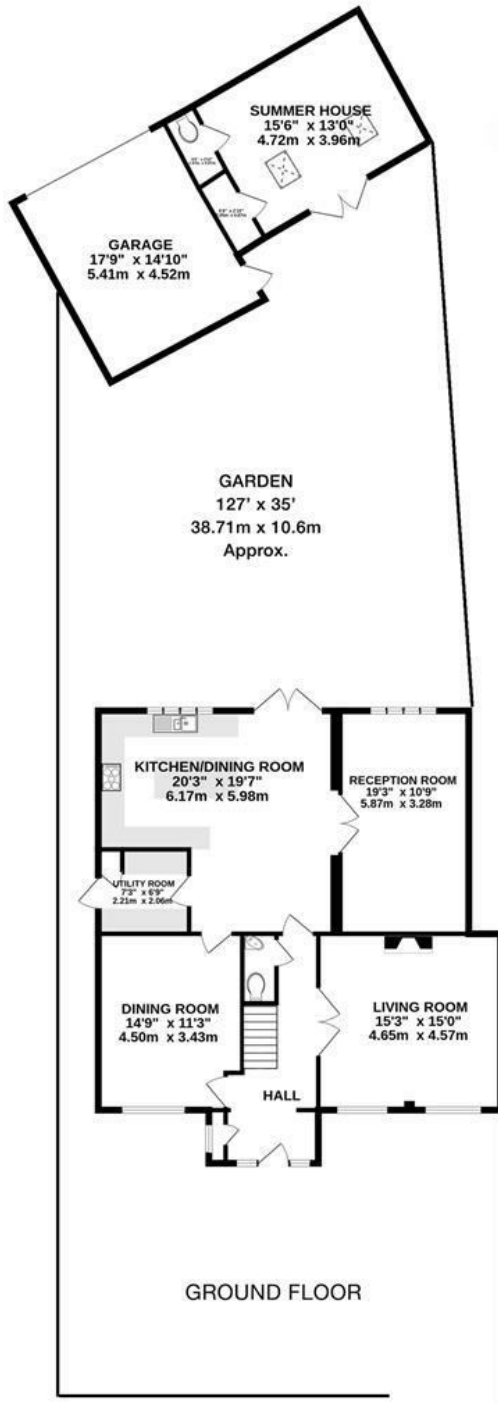 SUMMER HOUSE
15'6" x 13'0"
4.72m x 3.96m
GARAGE
17'9" x 14'10"
5.41m x 4.52m
GARDEN
127' x 35'
38.71m x 10.6m
Approx.
KITCHEN/DINING ROOM
20'3" x 19'7"
6.17m x 5.98m
RECEPTION ROOM
19'3" x 10'9"
5.87m x 3.28m
UTILITY ROOM
7'3" x 6'9"
2.21m x 2.06m
DINING ROOM
14'9" x 11'3"
4.50m x 3.43m
LIVING ROOM
15'3" x 15'0"
4.65m x 4.57m
HALL
GROUND FLOOR